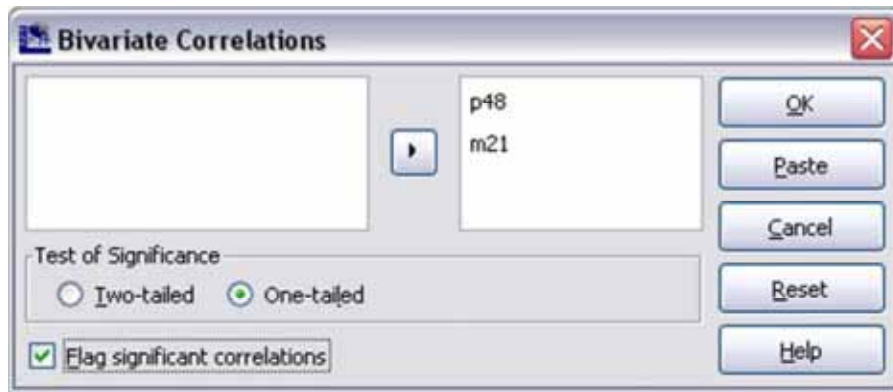 Bivariate Correlations
p48
m21
OK
Paste
Cancel
Reset
Help
Test of Significance
Two-tailed
One-tailed
Flag significant correlations